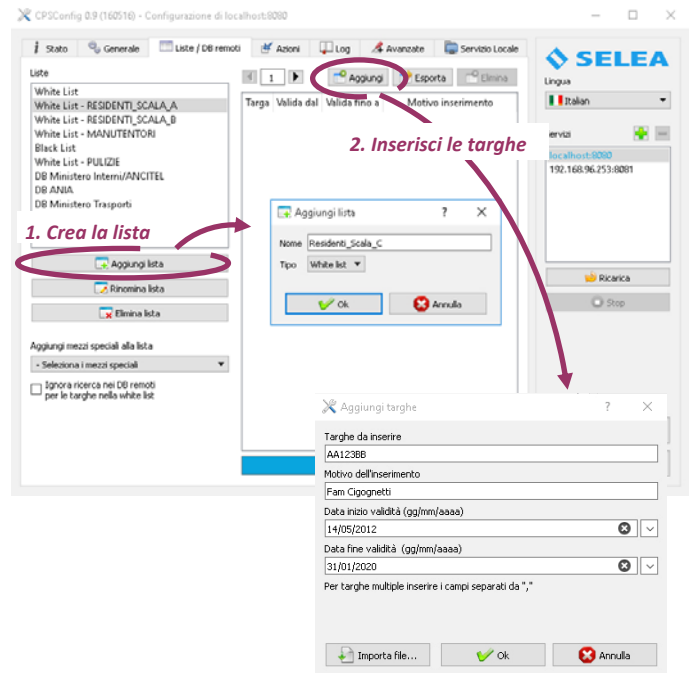 CPSConfig 0.9 (160516) - Configurazione di localhost:8080
Stato Generale Liste / DB remoti Azioni Log Avanzate Servizio Locale
SELEA
Liste
1 Aggiungi Esporta Elimina
Lingua
Italian
White List
White List - RESIDENTI_SCALA_A
White List - RESIDENTI_SCALA_B
White List - MANUTENTORI
Black List
White List - PULIZIE
DB Ministero Interni/ANCITEL
DB ANIA
DB Ministero Trasporti
Targa Valida dal Valida fino a Motivo inserimento
2. Inserisci le targhe
localhost:8080
192.168.96.253:8081
1. Crea la lista
Aggiungi lista
Rinomina lista
Elimina lista
Aggiungi lista ?
Nome Residenti_Scala_C
Tipo White list
Ok Annulla
Ricarica
Stop
Aggiungi mezzi speciali alla lista
- Seleziona i mezzi speciali
Ignora ricerca nei DB remoti
per le targhe nella white list
Aggiungi targhe ?
Targhe da inserire
AA123BB
Motivo dell'inserimento
Fam Cigognetti
Data inizio validità (gg/mm/aaaa)
14/05/2012
Data fine validità (gg/mm/aaaa)
31/01/2020
Per targhe multiple inserire i campi separati da ","
Importa file... Ok Annulla